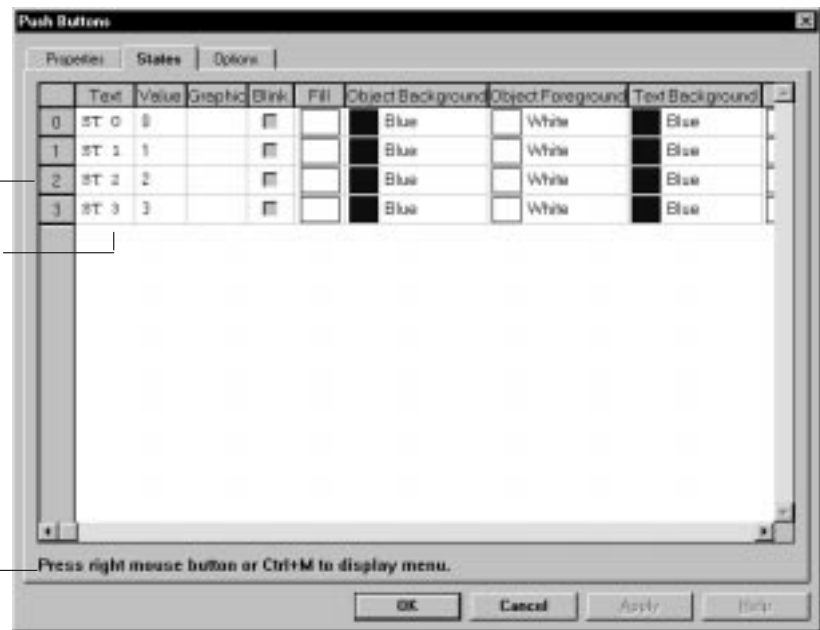 Push Buttons
Properties States Options
Text Value Graphic Blink Fill Object Background Object Foreground Text Background
0 ST 0 0 Blue White Blue
1 ST 1 1 Blue White Blue
2 ST 2 2 Blue White Blue
3 ST 3 3 Blue White Blue
Press right mouse button or Ctrl+M to display menu.
OK Cancel Apply Help